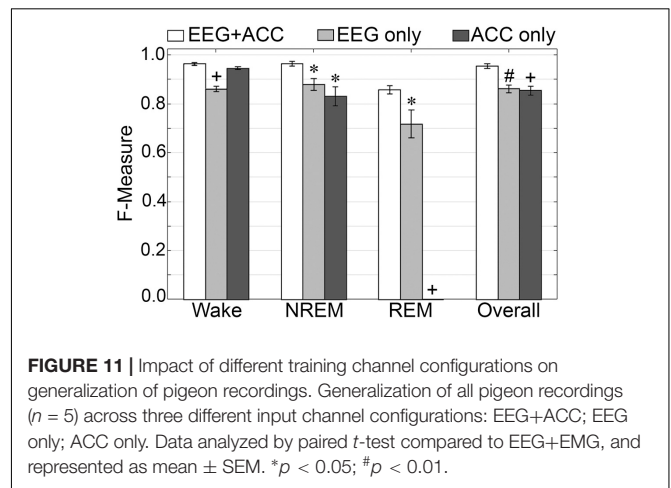 EEG+ACC EEG only ACC only
1.0
0.8
0.6
0.4
0.2
0.0
F-Measure
+ * * * + # +
Wake NREM REM Overall
FIGURE 11 | Impact of different training channel configurations on
generalization of pigeon recordings. Generalization of all pigeon recordings
(n = 5) across three different input channel configurations: EEG+ACC; EEG
only; ACC only. Data analyzed by paired t-test compared to EEG+EMG, and
represented as mean ± SEM. *p < 0.05; #p < 0.01.